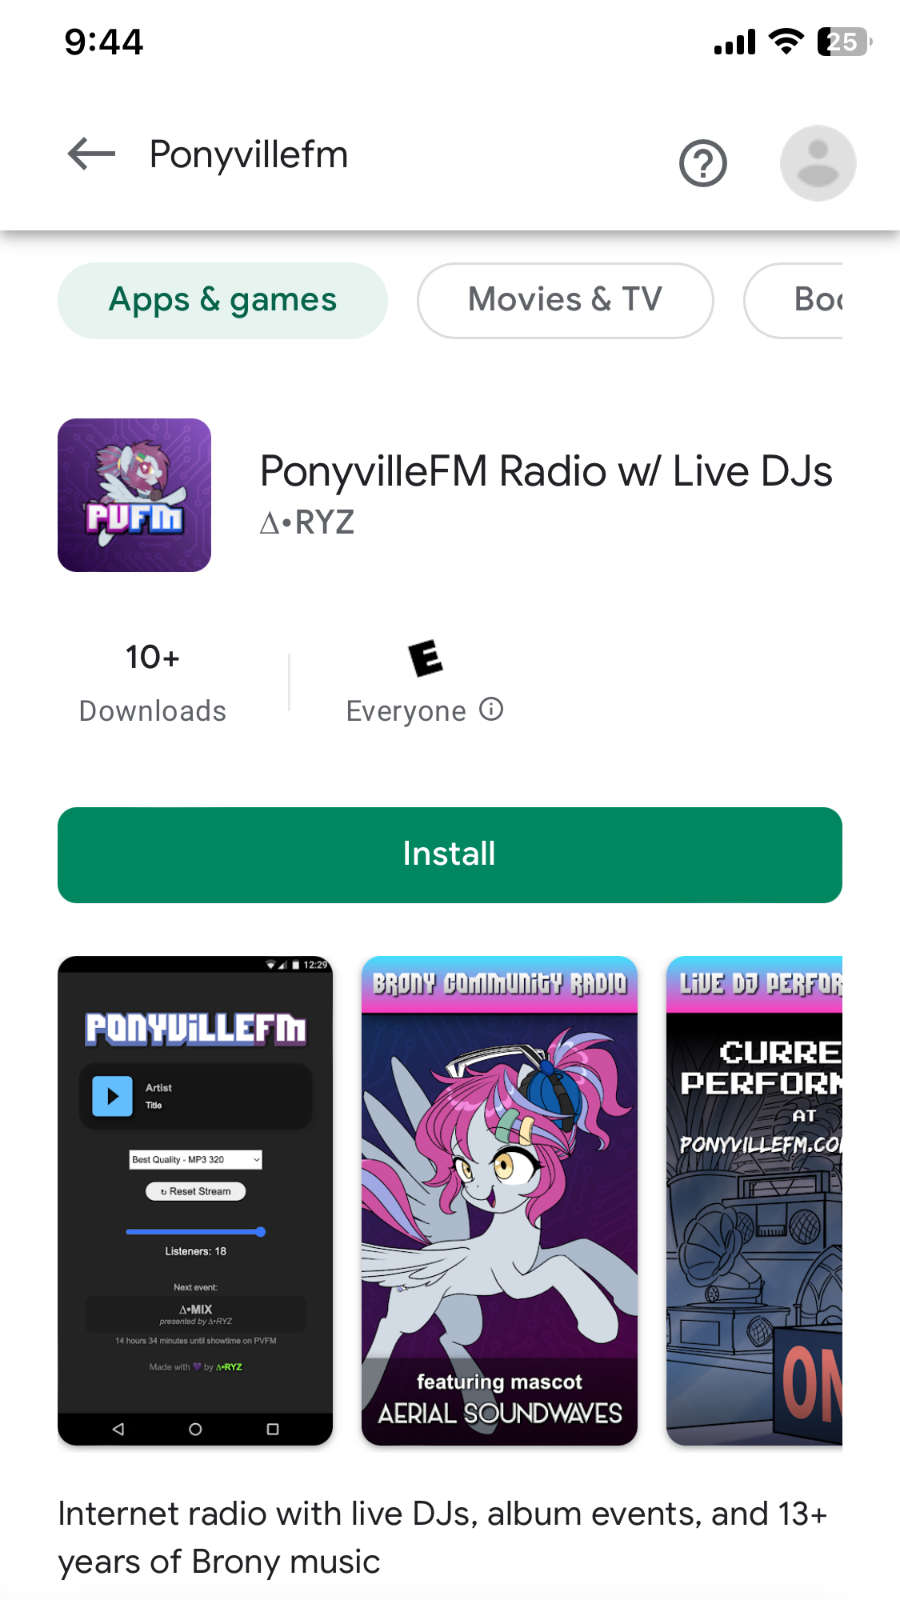 9:44
25
Ponyvillefm
Apps & games
Movies & TV
Boo
PVFM
PonyvilleFM Radio w/ Live DJs
Δ•RYZ
10+
Downloads
E
Everyone
Install
12:29
PONYVILLEFM
Artist
Title
Best Quality - MP3 320
↻ Reset Stream
Listeners: 18
Next event:
Δ•MIX
presented by Δ•RYZ
14 hours 34 minutes until showtime on PVFM
Made with 💜 by Δ•RYZ
BRONY COMMUNITY RADIO
featuring mascot
AERIAL SOUNDWAVES
LIVE DJ PERFOR
CURRE
PERFORM
AT
PONYVILLEFM.CO
ON
Internet radio with live DJs, album events, and 13+
years of Brony music